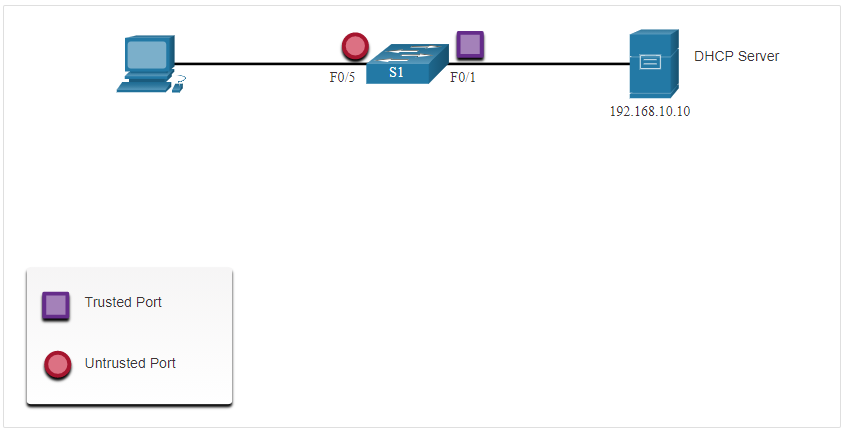 DHCP Server
F0/5
S1
F0/1
192.168.10.10
Trusted Port
Untrusted Port